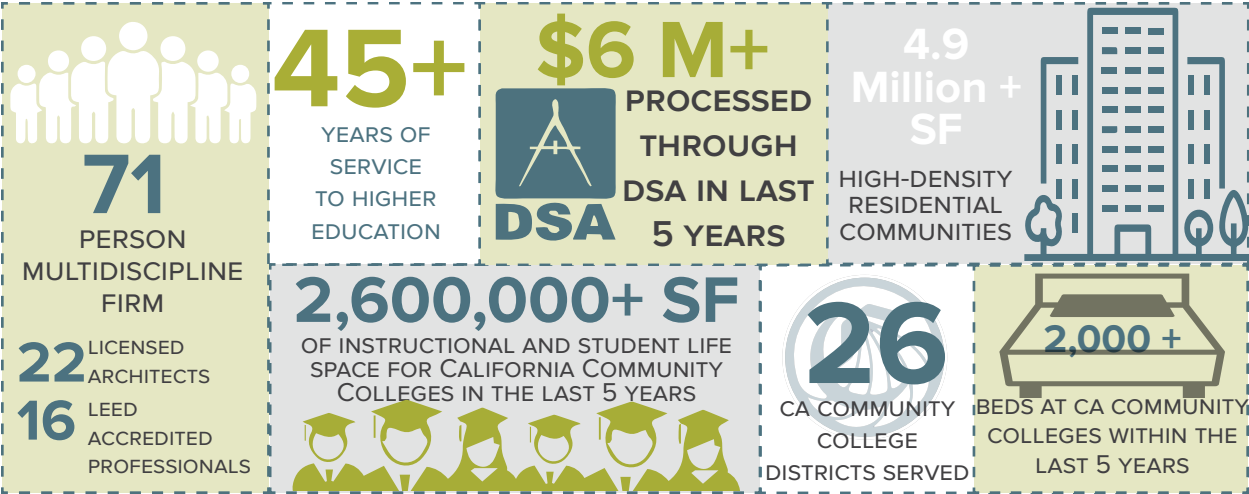 71
PERSON
MULTIDISCIPLINE
FIRM
22 LICENSED
ARCHITECTS
16 LEED
ACCREDITED
PROFESSIONALS
45+
YEARS OF
SERVICE
TO HIGHER
EDUCATION
$6 M+
DSA
PROCESSED
THROUGH
DSA IN LAST
5 YEARS
4.9
Million +
SF
HIGH-DENSITY
RESIDENTIAL
COMMUNITIES
2,600,000+ SF
OF INSTRUCTIONAL AND STUDENT LIFE
SPACE FOR CALIFORNIA COMMUNITY
COLLEGES IN THE LAST 5 YEARS
26
CA COMMUNITY
COLLEGE
DISTRICTS SERVED
2,000 +
BEDS AT CA COMMUNITY
COLLEGES WITHIN THE
LAST 5 YEARS